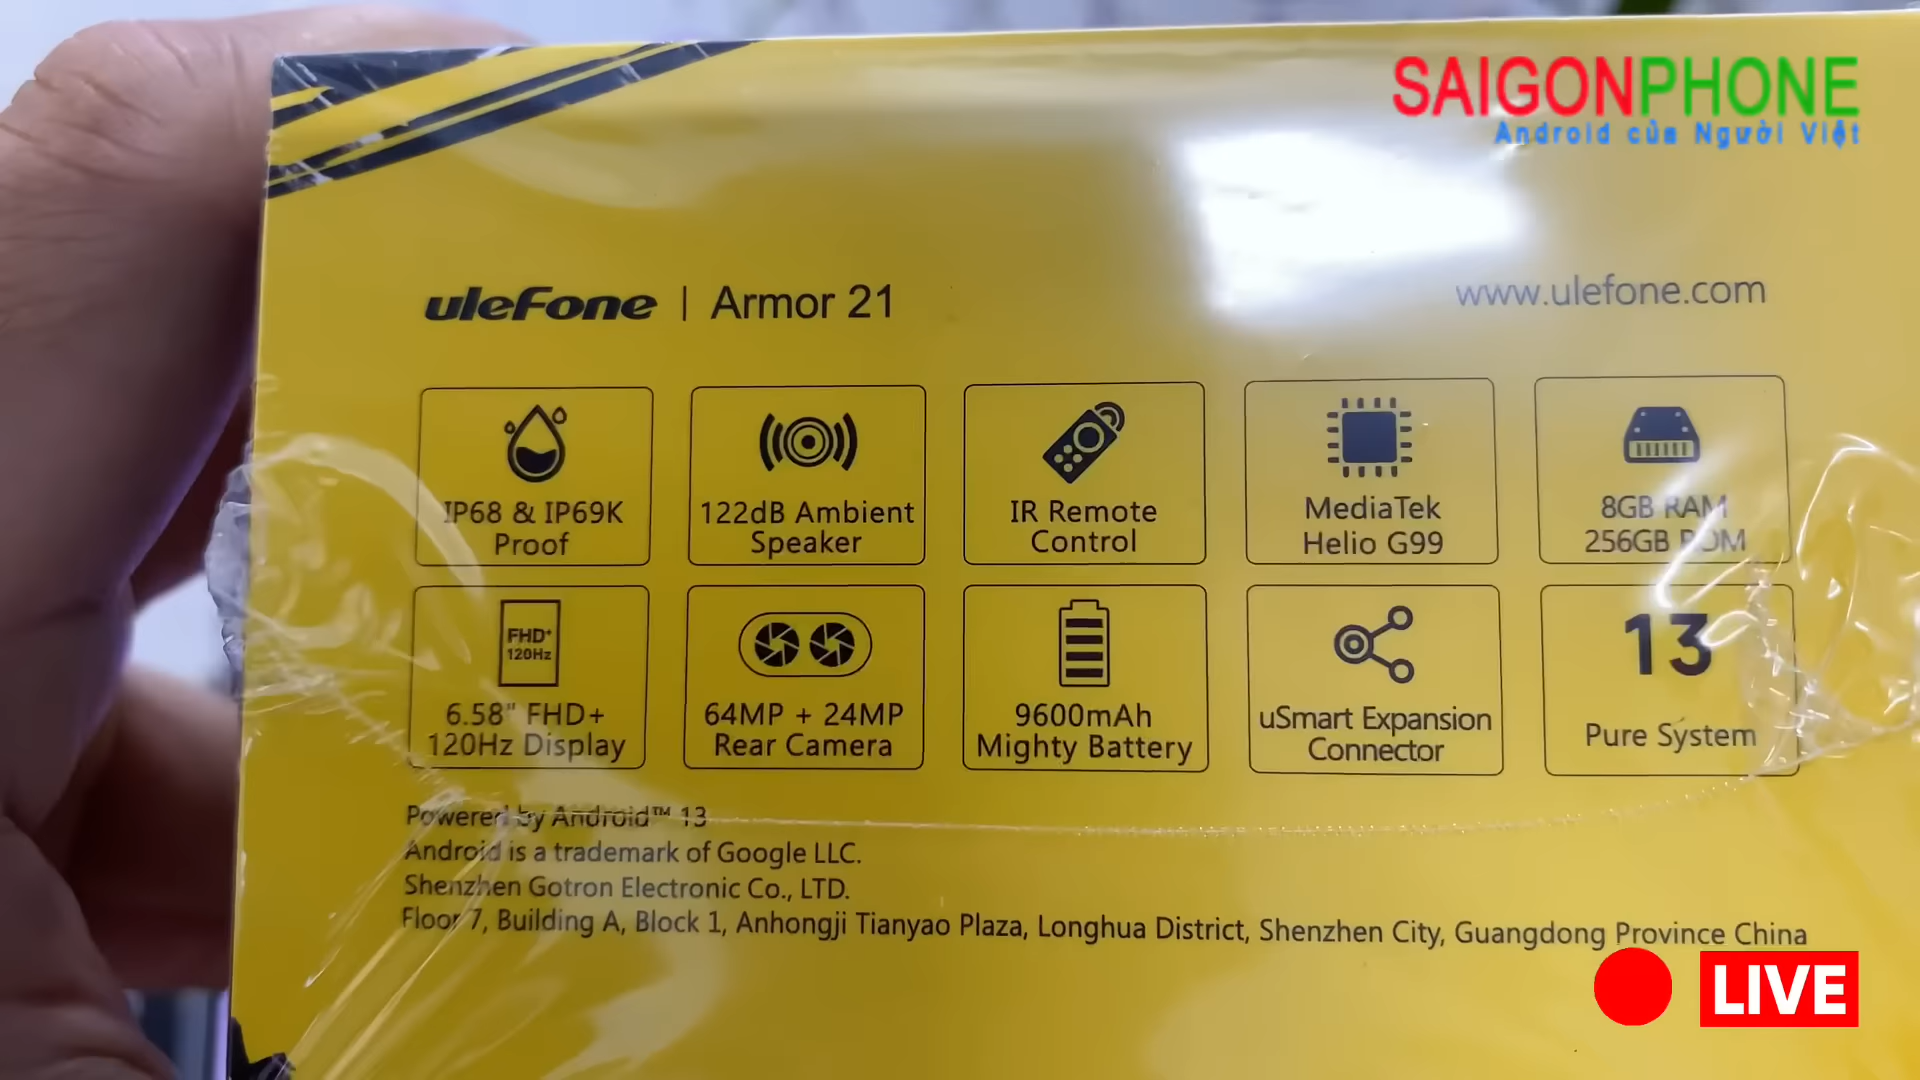 SAIGONPHONE
Android của Người Việt
uleFone | Armor 21
www.ulefone.com
IP68 & IP69K
Proof
122dB Ambient
Speaker
IR Remote
Control
MediaTek
Helio G99
8GB RAM
256GB ROM
FHD+
120Hz
6.58" FHD+
120Hz Display
64MP + 24MP
Rear Camera
9600mAh
Mighty Battery
uSmart Expansion
Connector
13
Pure System
Powered by Android™ 13
Android is a trademark of Google LLC.
Shenzhen Gotron Electronic Co., LTD.
Floor 7, Building A, Block 1, Anhongji Tianyao Plaza, Longhua District, Shenzhen City, Guangdong Province China
LIVE